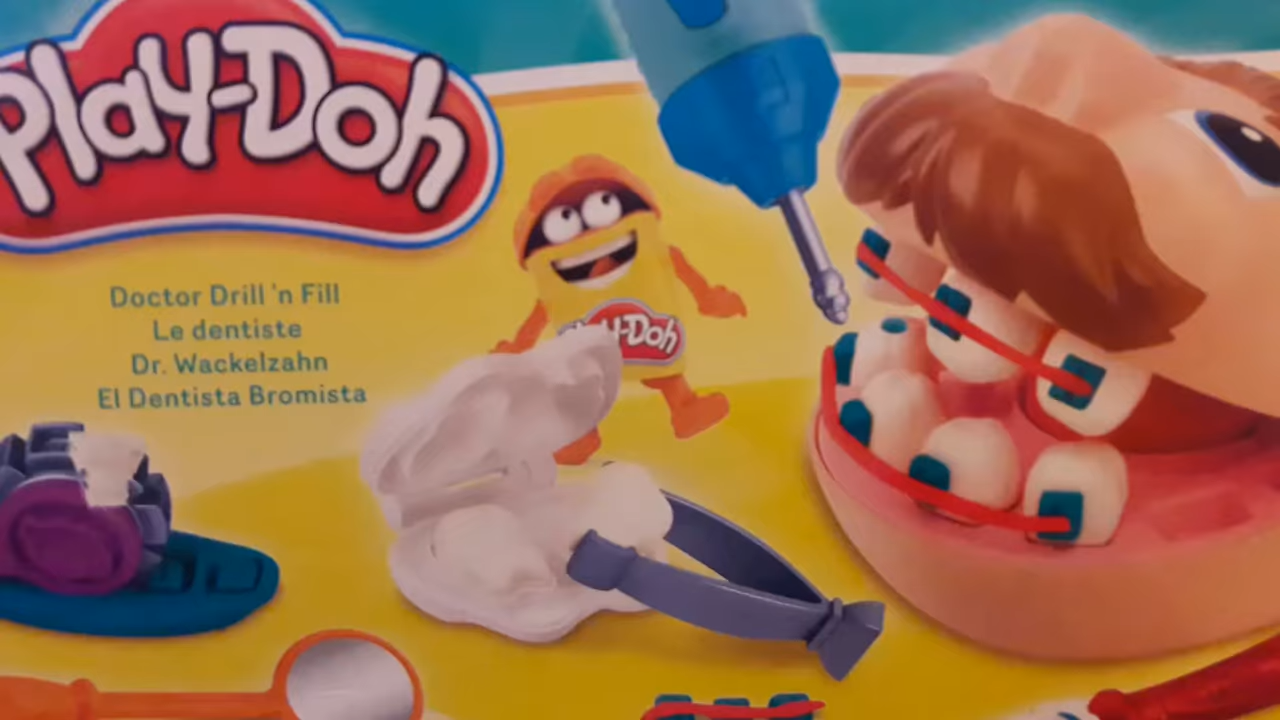 Play-Doh
Doctor Drill 'n Fill
Le dentiste
Dr. Wackelzahn
El Dentista Bromista
Play-Doh